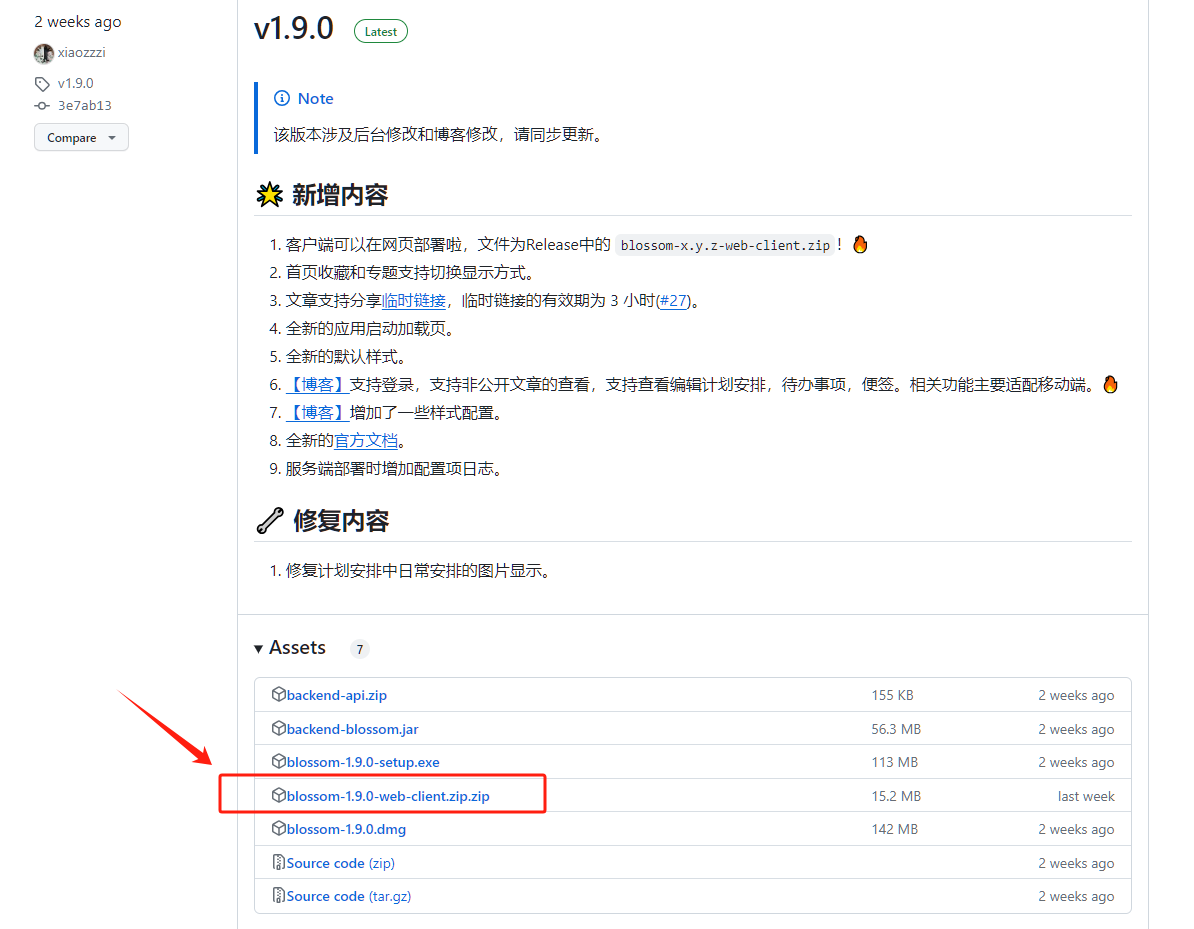 2 weeks ago
xiaozzzi
v1.9.0
3e7ab13
Compare
v1.9.0 Latest
Note
该版本涉及后台修改和博客修改，请同步更新。
新增内容
1. 客户端可以在网页部署啦，文件为Release中的 blossom-x.y.z-web-client.zip！
2. 首页收藏和专题支持切换显示方式。
3. 文章支持分享临时链接，临时链接的有效期为 3 小时(#27)。
4. 全新的应用启动加载页。
5. 全新的默认样式。
6. 【博客】支持登录，支持非公开文章的查看，支持查看编辑计划安排，待办事项，便签。相关功能主要适配移动端。
7. 【博客】增加了一些样式配置。
8. 全新的官方文档。
9. 服务端部署时增加配置项日志。
修复内容
1. 修复计划安排中日常安排的图片显示。
Assets 7
backend-api.zip 155 KB 2 weeks ago
backend-blossom.jar 56.3 MB 2 weeks ago
blossom-1.9.0-setup.exe 113 MB 2 weeks ago
blossom-1.9.0-web-client.zip.zip 15.2 MB last week
blossom-1.9.0.dmg 142 MB 2 weeks ago
Source code (zip) 2 weeks ago
Source code (tar.gz) 2 weeks ago